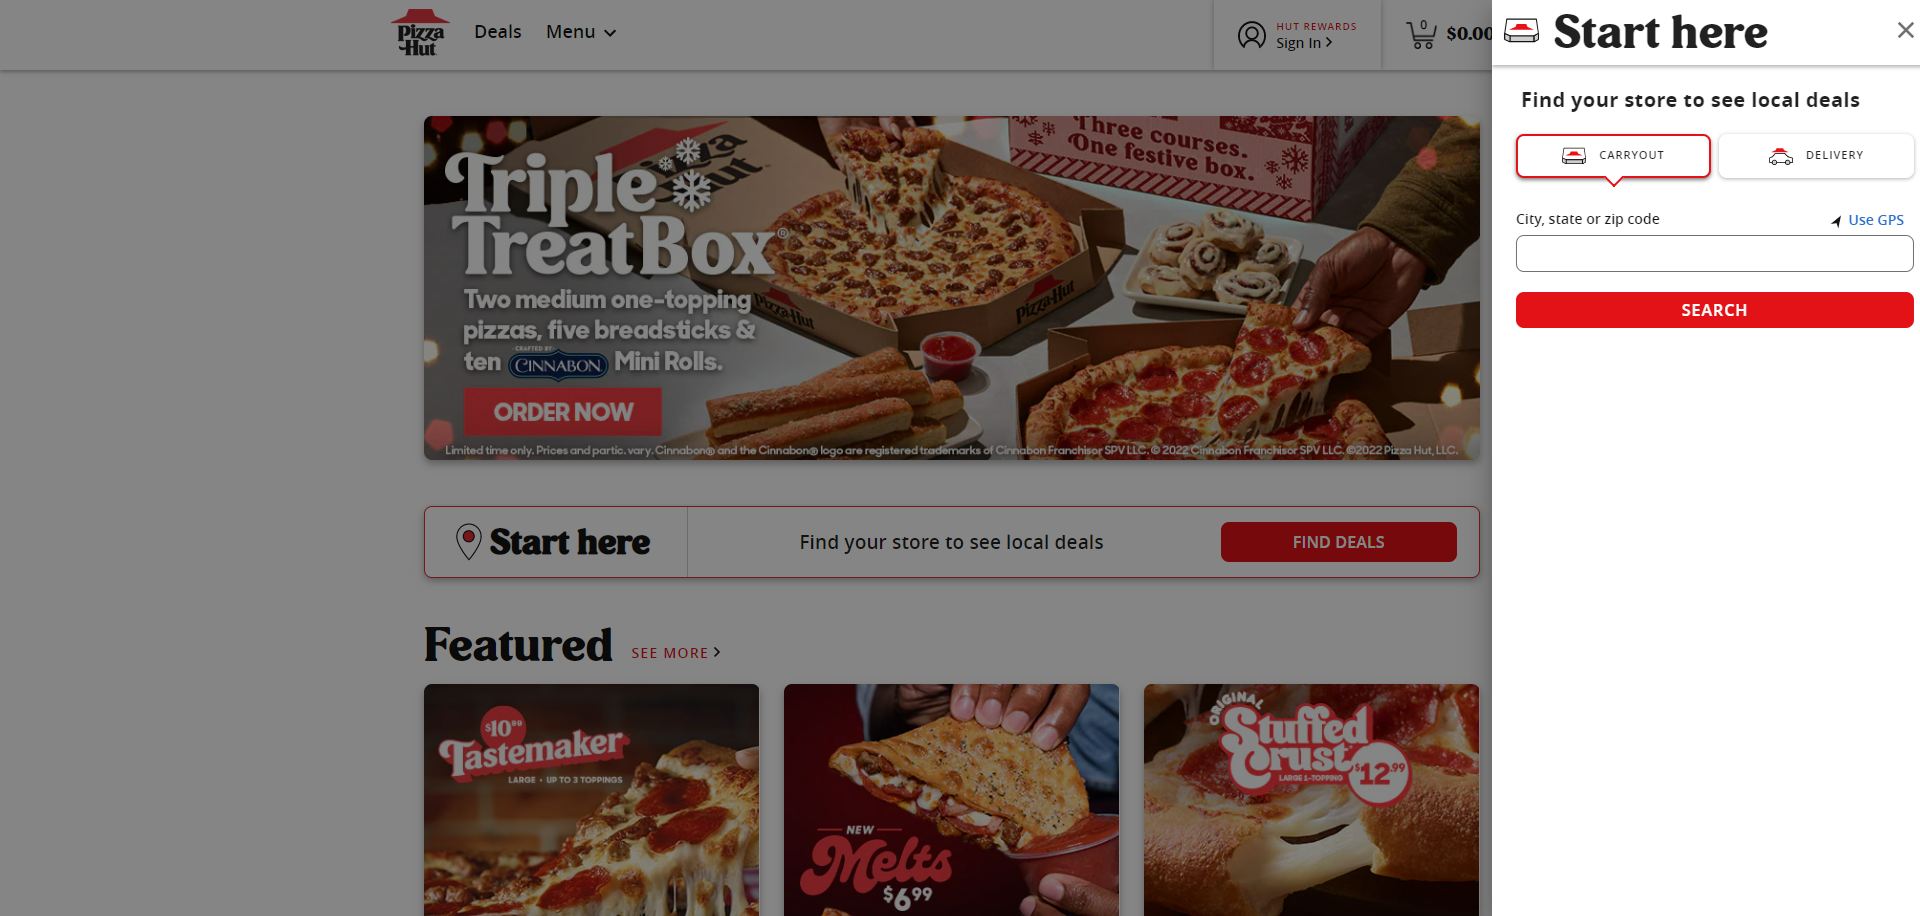 Pizza
Hut
Deals
Menu
HUT REWARDS
Sign In
0
$0.00
Start here
Find your store to see local deals
CARRYOUT
DELIVERY
City, state or zip code
Use GPS
SEARCH
Triple
Treat Box®
Two medium one-topping
pizzas, five breadsticks &
CRAFTED BY
ten CINNABON Mini Rolls.
ORDER NOW
Hut
Three courses.
One festive box.
Pizza Hut
Pizza Hut
Limited time only. Prices and partic. vary. Cinnabon® and the Cinnabon® logo are registered trademarks of Cinnabon Franchisor SPV LLC. © 2022 Cinnabon Franchisor SPV LLC. ©2022 Pizza Hut, LLC.
Start here
Find your store to see local deals
FIND DEALS
Featured
SEE MORE
$10.99
Tastemaker
LARGE • UP TO 3 TOPPINGS
NEW
Melts
$6.99
ORIGINAL
Stuffed
Crust
LARGE 1-TOPPING
$12.99